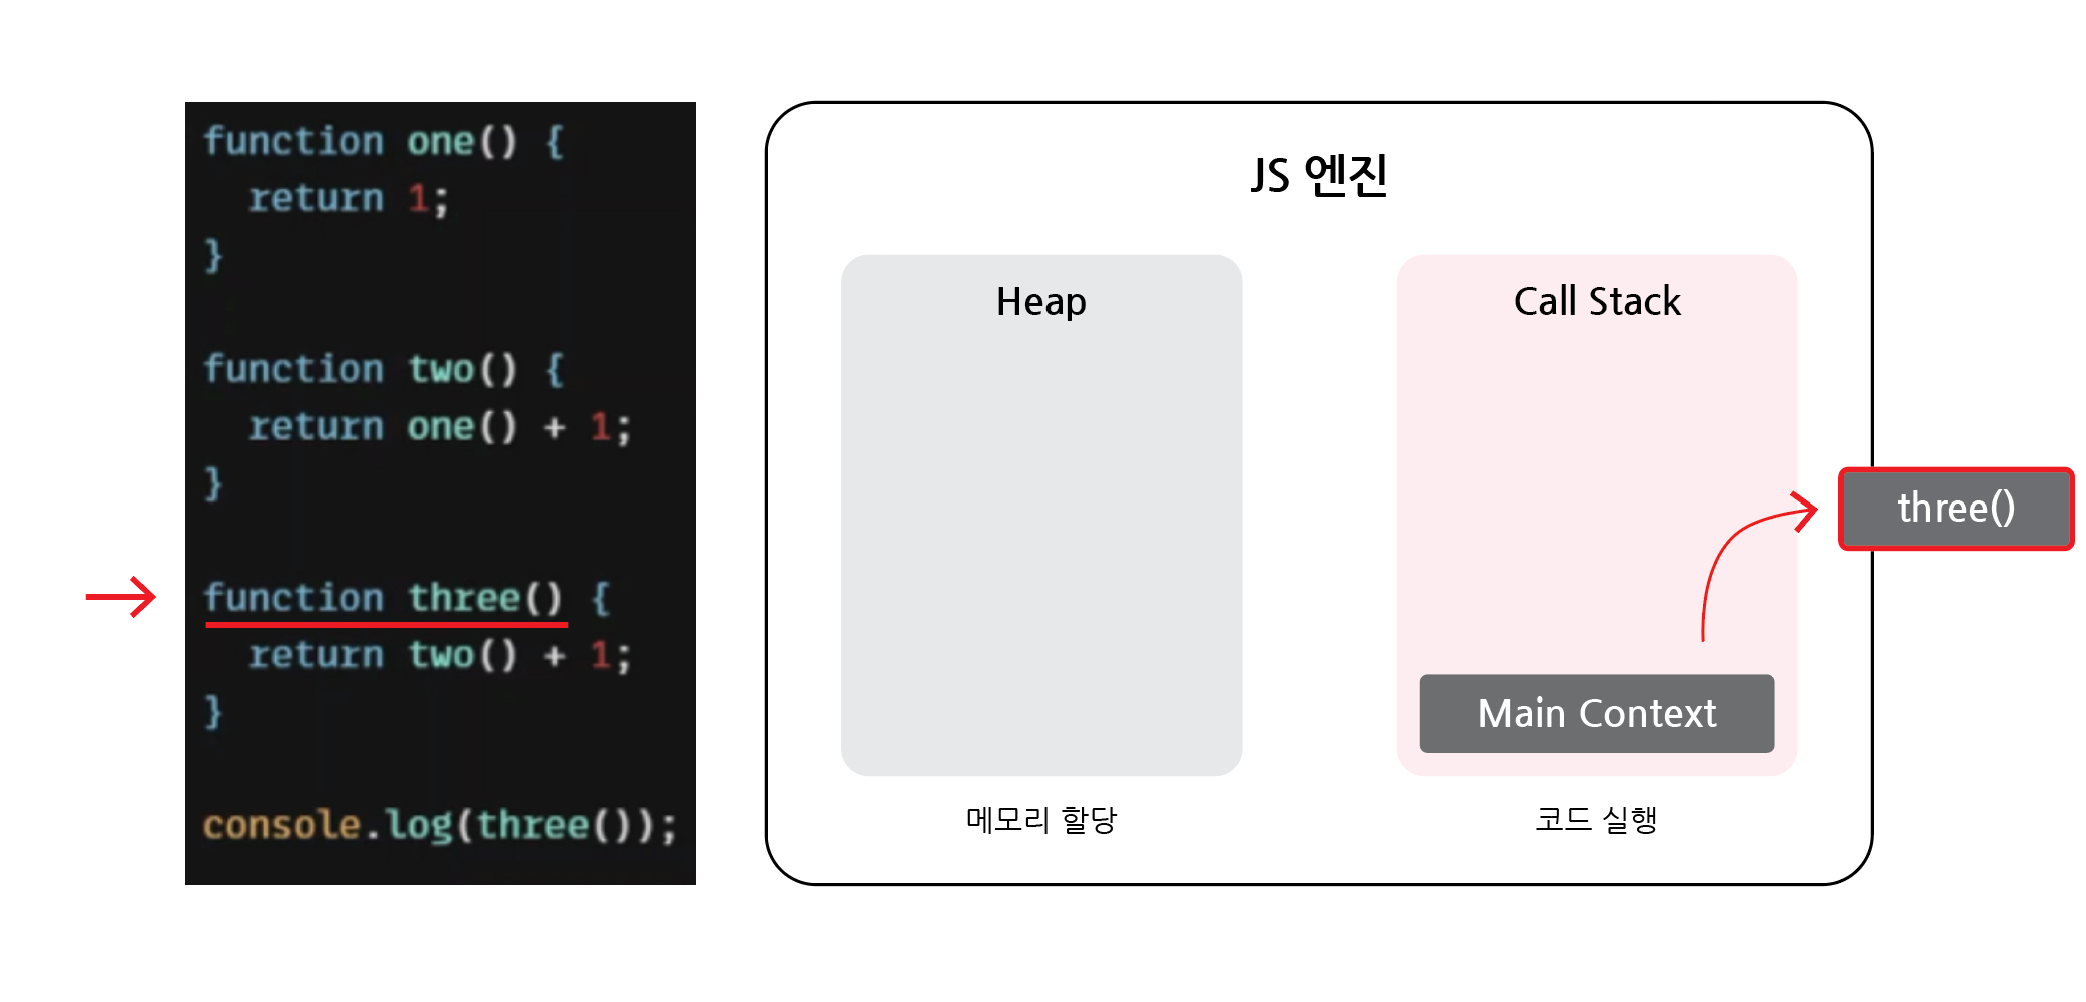 function one() {
  return 1;
}
function two() {
  return one() + 1;
}
function three() {
  return two() + 1;
}
console.log(three());
JS 엔진
Heap
메모리 할당
Call Stack
Main Context
코드 실행
three()